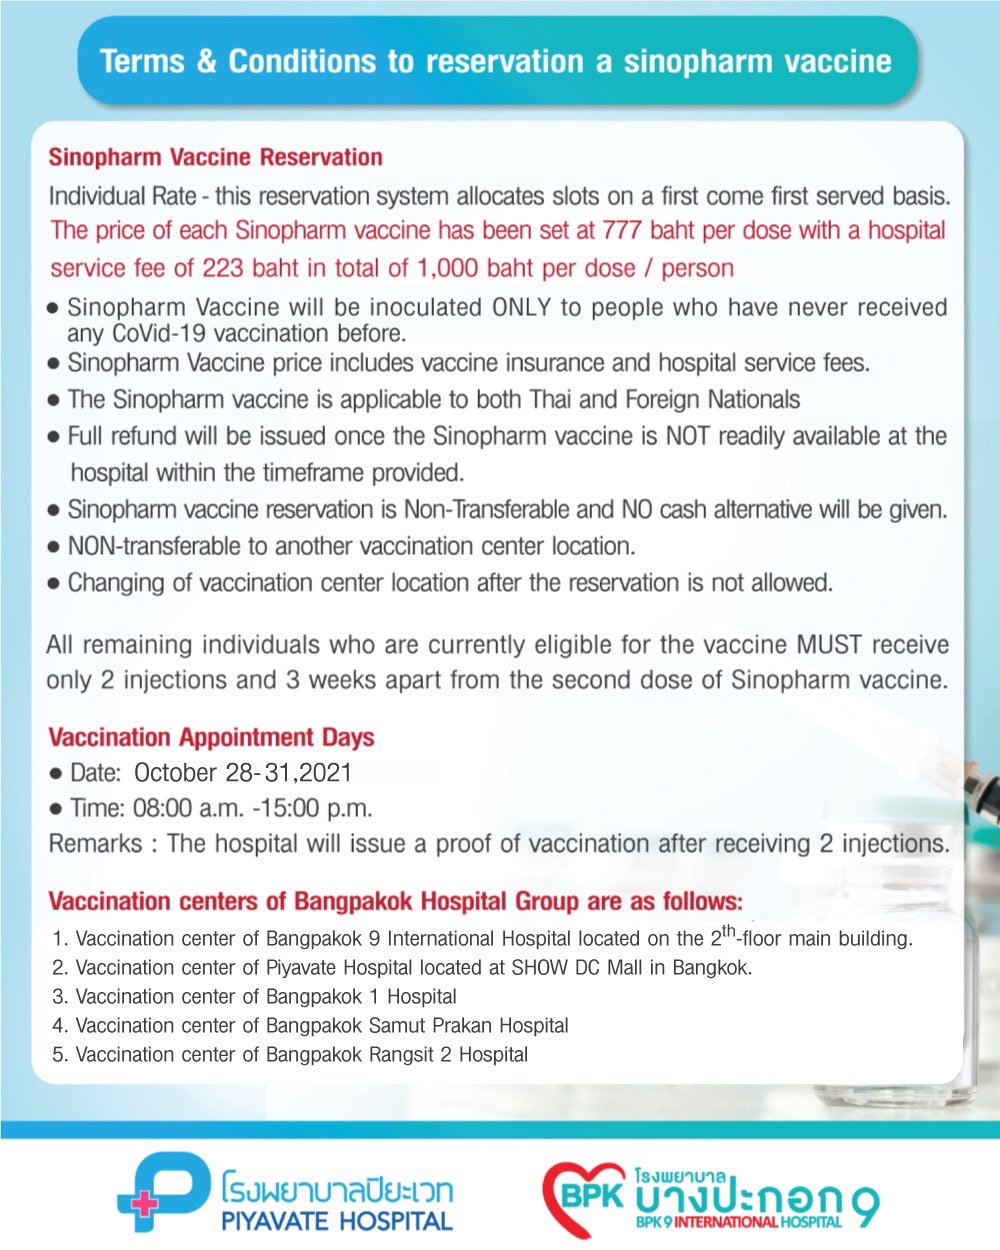 Terms & Conditions to reservation a sinopharm vaccine
Sinopharm Vaccine Reservation
Individual Rate - this reservation system allocates slots on a first come first served basis.
The price of each Sinopharm vaccine has been set at 777 baht per dose with a hospital
service fee of 223 baht in total of 1,000 baht per dose / person
● Sinopharm Vaccine will be inoculated ONLY to people who have never received
any CoVid-19 vaccination before.
● Sinopharm Vaccine price includes vaccine insurance and hospital service fees.
● The Sinopharm vaccine is applicable to both Thai and Foreign Nationals
● Full refund will be issued once the Sinopharm vaccine is NOT readily available at the
hospital within the timeframe provided.
● Sinopharm vaccine reservation is Non-Transferable and NO cash alternative will be given.
● NON-transferable to another vaccination center location.
● Changing of vaccination center location after the reservation is not allowed.
All remaining individuals who are currently eligible for the vaccine MUST receive
only 2 injections and 3 weeks apart from the second dose of Sinopharm vaccine.
Vaccination Appointment Days
● Date: October 28-31,2021
● Time: 08:00 a.m. -15:00 p.m.
Remarks : The hospital will issue a proof of vaccination after receiving 2 injections.
Vaccination centers of Bangpakok Hospital Group are as follows:
1. Vaccination center of Bangpakok 9 International Hospital located on the 2th-floor main building.
2. Vaccination center of Piyavate Hospital located at SHOW DC Mall in Bangkok.
3. Vaccination center of Bangpakok 1 Hospital
4. Vaccination center of Bangpakok Samut Prakan Hospital
5. Vaccination center of Bangpakok Rangsit 2 Hospital
โรงพยาบาลปิยะเวท
PIYAVATE HOSPITAL
BPK
โรงพยาบาล
บางปะกอก 9
BPK 9 INTERNATIONAL HOSPITAL